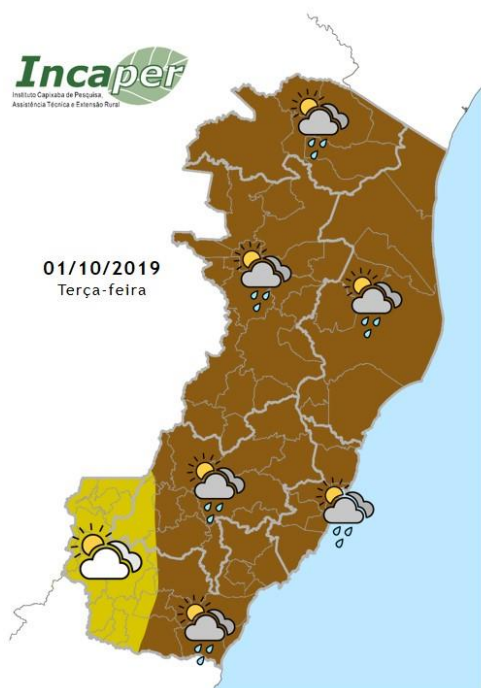 Incaper
Instituto Capixaba de Pesquisa,
Assistência Técnica e Extensão Rural
01/10/2019
Terça-feira